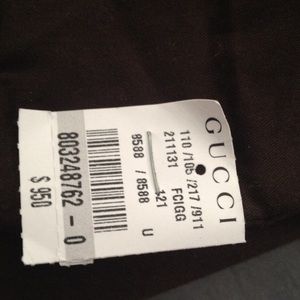 GUCCI
110 /105 /217 /911
211131 FCIGG
121
8588 / 8588 U
803248762 - 0
$ 950